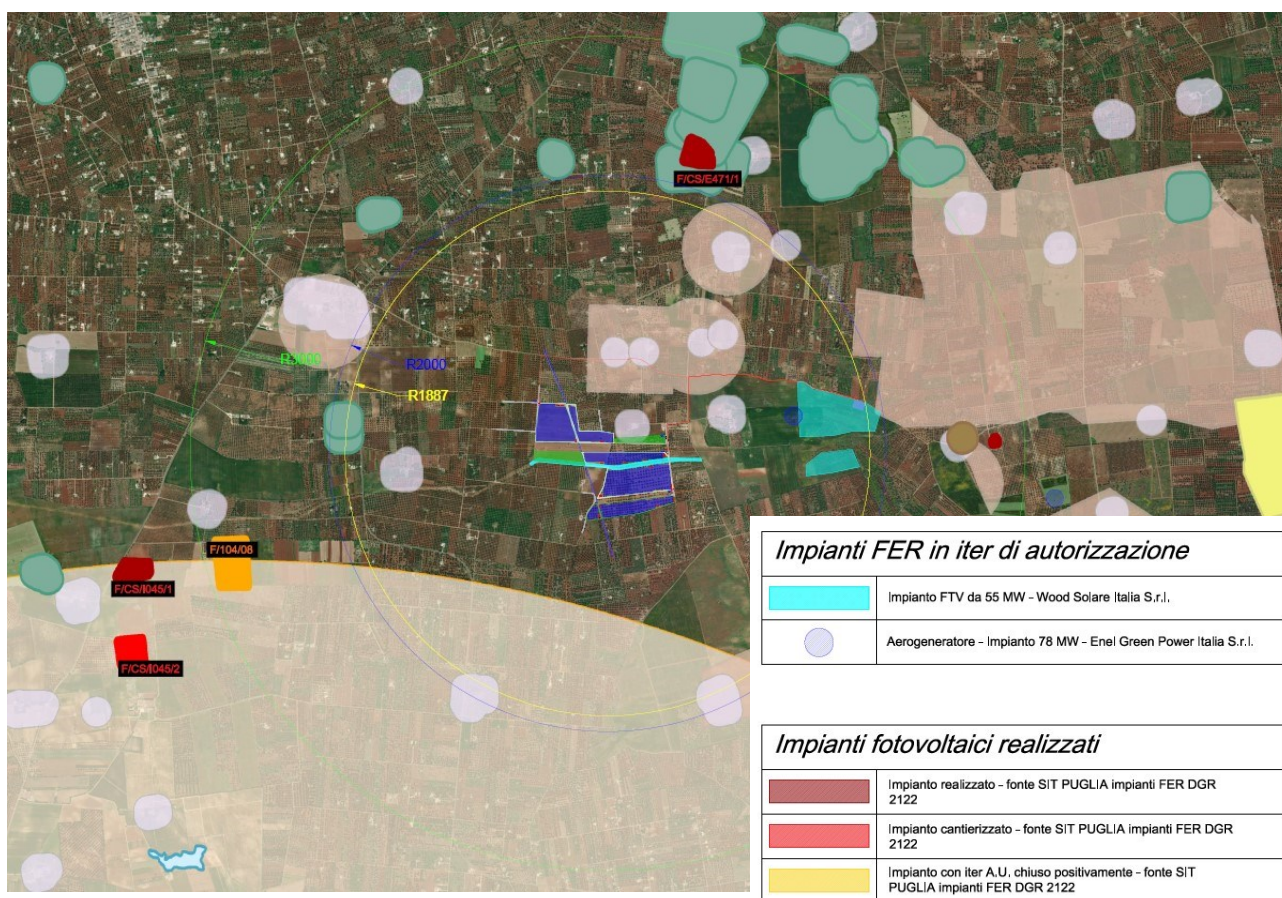 F/CS/E471/1
R3000
R2000
R1887
F/104/08
F/CS/I045/1
F/CS/I045/2
Impianti FER in iter di autorizzazione
Impianto FTV da 55 MW - Wood Solare Italia S.r.l.
Aerogeneratore - Impianto 78 MW - Enel Green Power Italia S.r.l.
Impianti fotovoltaici realizzati
Impianto realizzato - fonte SIT PUGLIA impianti FER DGR
2122
Impianto cantierizzato - fonte SIT PUGLIA impianti FER DGR
2122
Impianto con iter A.U. chiuso positivamente - fonte SIT
PUGLIA impianti FER DGR 2122